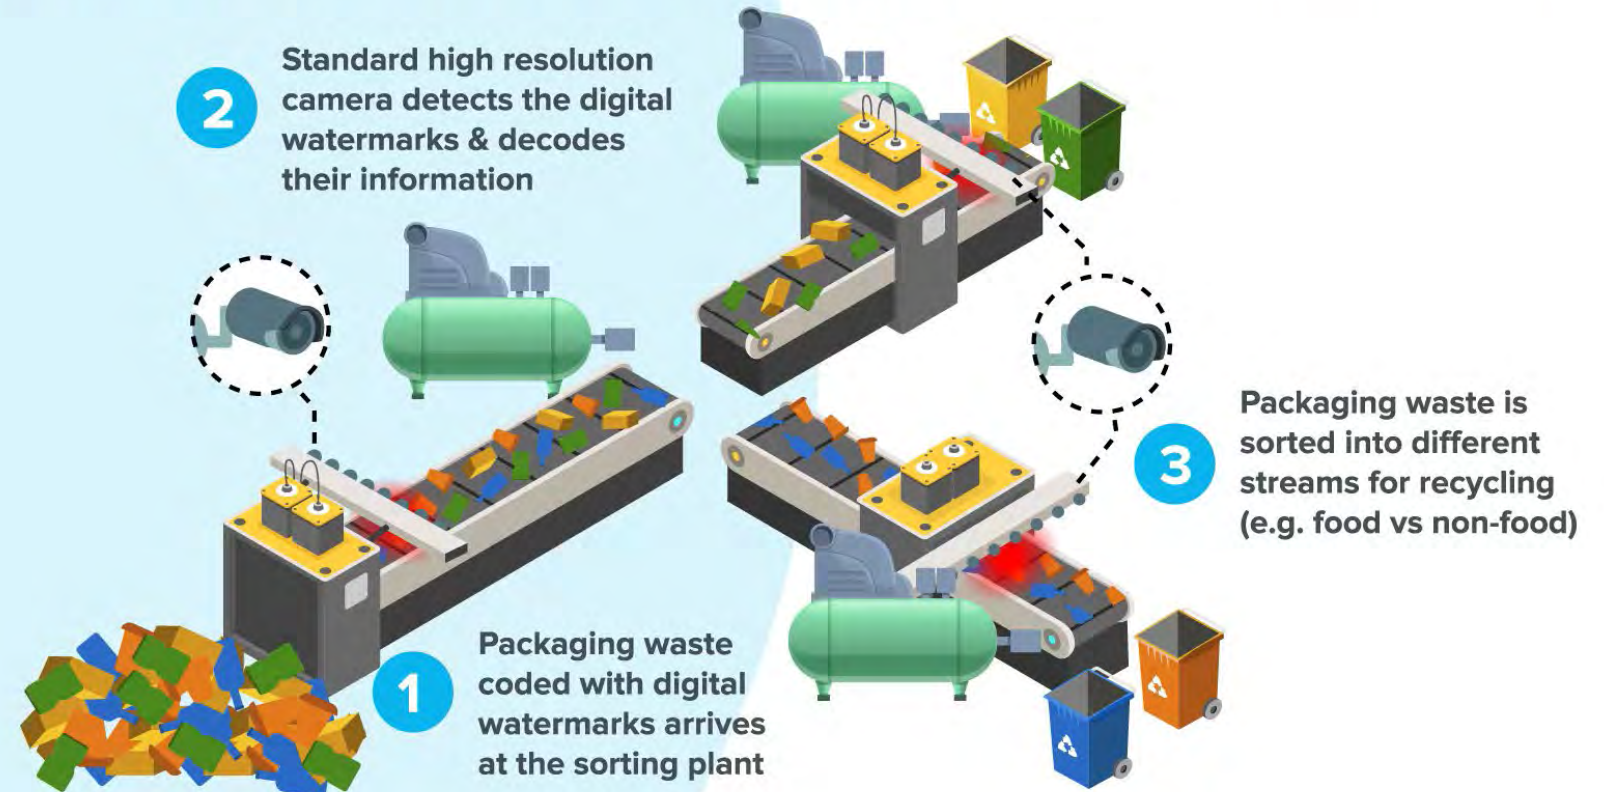 1
Packaging waste
coded with digital
watermarks arrives
at the sorting plant
2
Standard high resolution
camera detects the digital
watermarks & decodes
their information
3
Packaging waste is
sorted into different
streams for recycling
(e.g. food vs non-food)